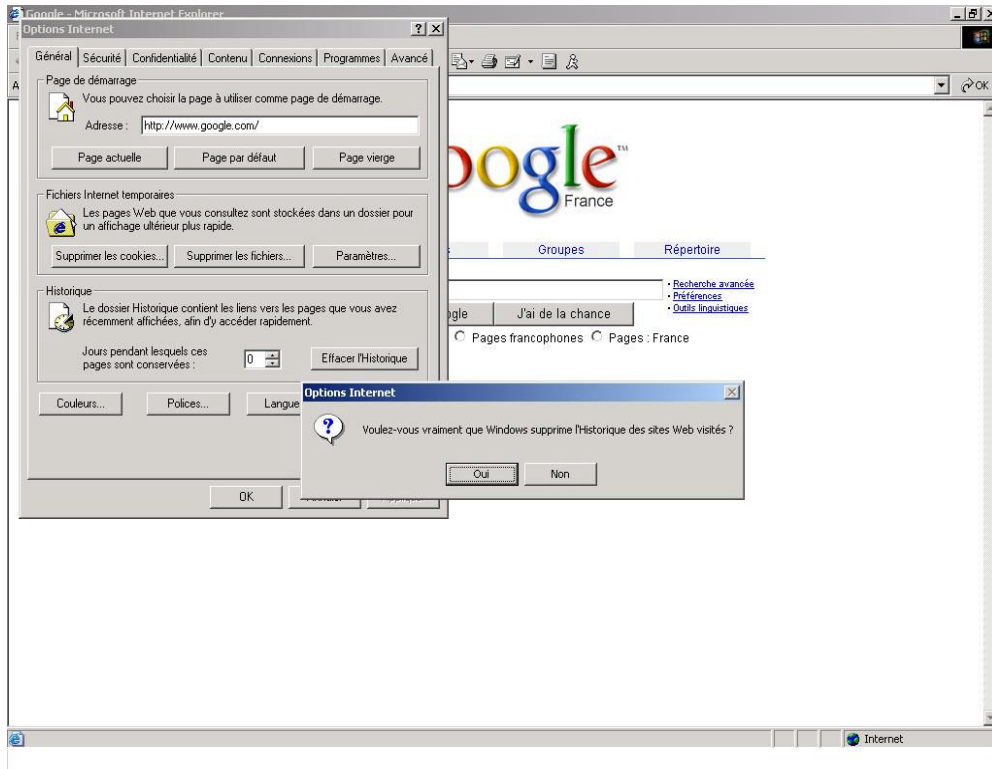 Google - Microsoft Internet Explorer
Options Internet
Général Sécurité Confidentialité Contenu Connexions Programmes Avancé
Page de démarrage
Vous pouvez choisir la page à utiliser comme page de démarrage.
Adresse : http://www.google.com/
Page actuelle Page par défaut Page vierge
Fichiers Internet temporaires
Les pages Web que vous consultez sont stockées dans un dossier pour
un affichage ultérieur plus rapide.
Supprimer les cookies... Supprimer les fichiers... Paramètres...
Historique
Le dossier Historique contient les liens vers les pages que vous avez
récemment affichées, afin d'y accéder rapidement.
Jours pendant lesquels ces
pages sont conservées :
0
Effacer l'Historique
Couleurs... Polices... Langue
OK
OK
oogle™
France
Groupes Répertoire
• Recherche avancée
• Préférences
• Outils linguistiques
ogle J'ai de la chance
Pages francophones Pages : France
Options Internet
Voulez-vous vraiment que Windows supprime l'Historique des sites Web visités ?
Oui Non
Internet